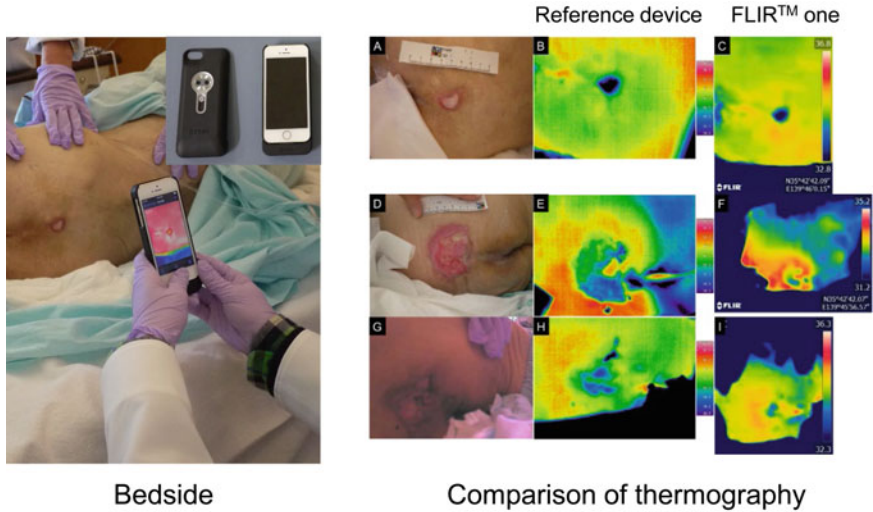 Reference device
FLIR™ one
A
B
C
36.8
32.8
FLIR
N35°42'42.09"
E139°46'0.15"
D
E
F
35.2
31.2
FLIR
N35°42'42.07"
E139°45'56.57"
G
H
I
36.3
32.3
Bedside
Comparison of thermography